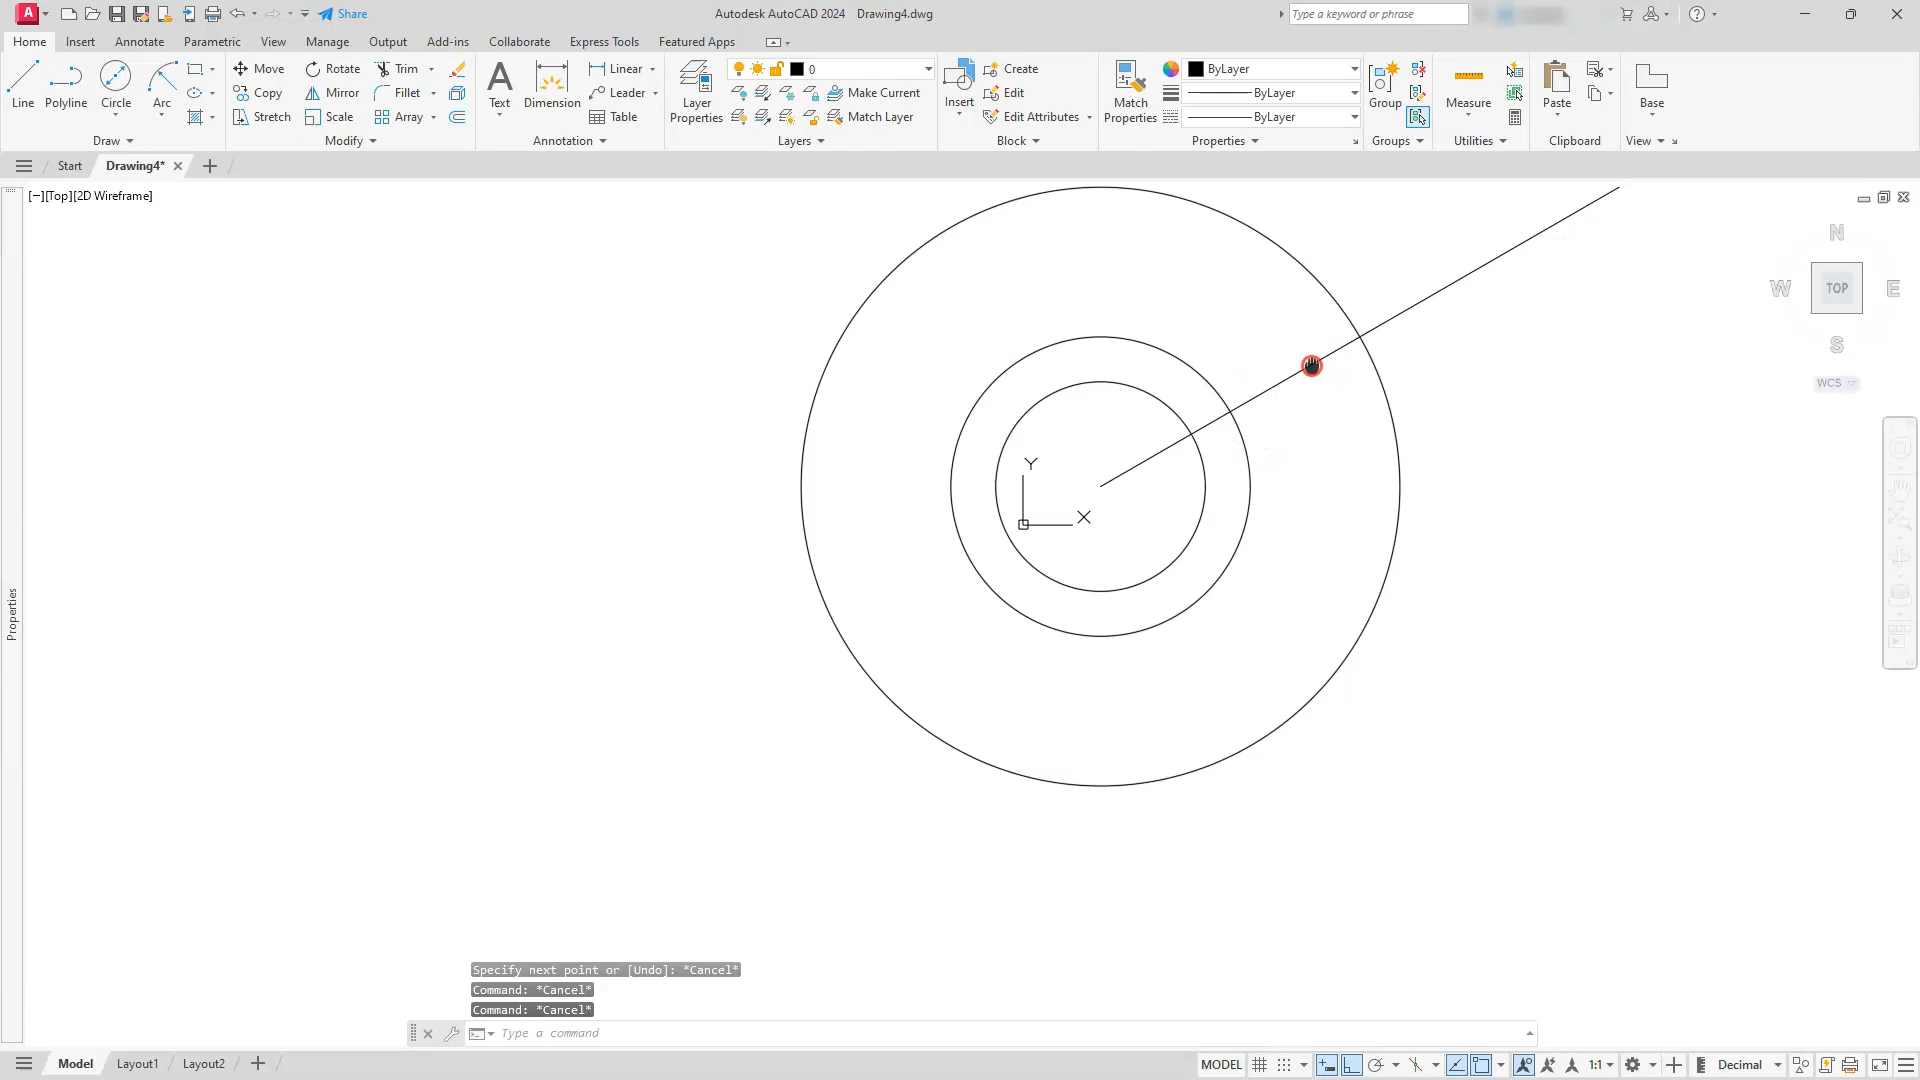 A Share Autodesk AutoCAD 2024 Drawing4.dwg Type a keyword or phrase
Home Insert Annotate Parametric View Manage Output Add-ins Collaborate Express Tools Featured Apps
Move Rotate Trim Linear 0 Create ByLayer
Line Polyline Circle Arc Copy Mirror Fillet Text Dimension Leader Layer Properties Make Current Insert Edit Match Properties ByLayer Group Measure Paste Base
Stretch Scale Array Table Match Layer Edit Attributes ByLayer
Draw Modify Annotation Layers Block Properties Groups Utilities Clipboard View
Start Drawing4*
[−][Top][2D Wireframe]
N
W TOP E
S
WCS
Y
X
Properties
Specify next point or [Undo]: *Cancel*
Command: *Cancel*
Command: *Cancel*
Type a command
Model Layout1 Layout2 MODEL 1:1 Decimal